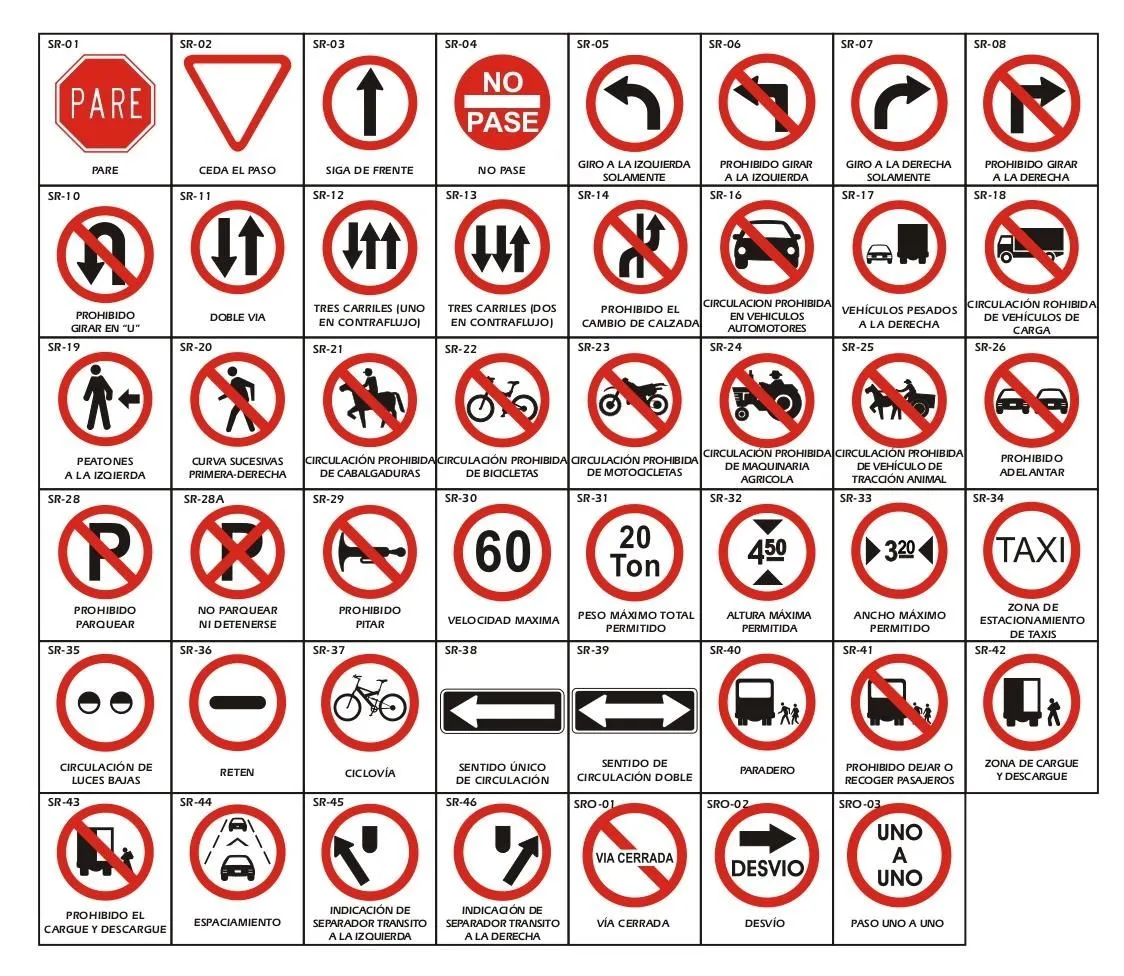 SR-01
PARE
PARE
SR-02
CEDA EL PASO
SR-03
SIGA DE FRENTE
SR-04
NO
PASE
NO PASE
SR-05
GIRO A LA IZQUIERDA
SOLAMENTE
SR-06
PROHIBIDO GIRAR
A LA IZQUIERDA
SR-07
GIRO A LA DERECHA
SOLAMENTE
SR-08
PROHIBIDO GIRAR
A LA DERECHA
SR-10
PROHIBIDO
GIRAR EN "U"
SR-11
DOBLE VIA
SR-12
TRES CARRILES (UNO
EN CONTRAFLUJO)
SR-13
TRES CARRILES (DOS
EN CONTRAFLUJO)
SR-14
PROHIBIDO EL
CAMBIO DE CALZADA
SR-16
CIRCULACION PROHIBIDA
EN VEHICULOS
AUTOMOTORES
SR-17
VEHÍCULOS PESADOS
A LA DERECHA
SR-18
CIRCULACIÓN ROHIBIDA
DE VEHÍCULOS DE
CARGA
SR-19
PEATONES
A LA IZQIERDA
SR-20
CURVA SUCESIVAS
PRIMERA-DERECHA
SR-21
CIRCULACIÓN PROHIBIDA
DE CABALGADURAS
SR-22
CIRCULACIÓN PROHIBIDA
DE BICICLETAS
SR-23
CIRCULACIÓN PROHIBIDA
DE MOTOCICLETAS
SR-24
CIRCULACIÓN PROHIBIDA
DE MAQUINARIA
AGRICOLA
SR-25
CIRCULACIÓN PROHIBIDA
DE VEHÍCULO DE
TRACCIÓN ANIMAL
SR-26
PROHIBIDO
ADELANTAR
SR-28
P
PROHIBIDO
PARQUEAR
SR-28A
P
NO PARQUEAR
NI DETENERSE
SR-29
PROHIBIDO
PITAR
SR-30
60
VELOCIDAD MAXIMA
SR-31
20
Ton
PESO MÁXIMO TOTAL
PERMITIDO
SR-32
450
ALTURA MÁXIMA
PERMITIDA
SR-33
320
ANCHO MÁXIMO
PERMITIDO
SR-34
TAXI
ZONA DE
ESTACIONAMIENTO
DE TAXIS
SR-35
CIRCULACIÓN DE
LUCES BAJAS
SR-36
RETEN
SR-37
CICLOVÍA
SR-38
SENTIDO ÚNICO
DE CIRCULACIÓN
SR-39
SENTIDO DE
CIRCULACIÓN DOBLE
SR-40
PARADERO
SR-41
PROHIBIDO DEJAR O
RECOGER PASAJEROS
SR-42
ZONA DE CARGUE
Y DESCARGUE
SR-43
PROHIBIDO EL
CARGUE Y DESCARGUE
SR-44
ESPACIAMIENTO
SR-45
INDICACIÓN DE
SEPARADOR TRANSITO
A LA IZQUIERDA
SR-46
INDICACIÓN DE
SEPARADOR TRANSITO
A LA DERECHA
SRO-01
VIA CERRADA
VÍA CERRADA
SRO-02
DESVIO
DESVÍO
SRO-03
UNO
A
UNO
PASO UNO A UNO